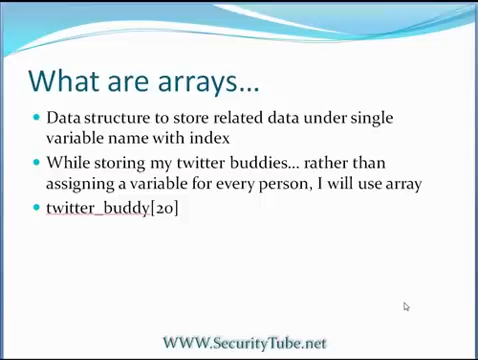 What are arrays…
Data structure to store related data under single
variable name with index
While storing my twitter buddies… rather than
assigning a variable for every person, I will use array
twitter_buddy[20]
WWW.SecurityTube.net